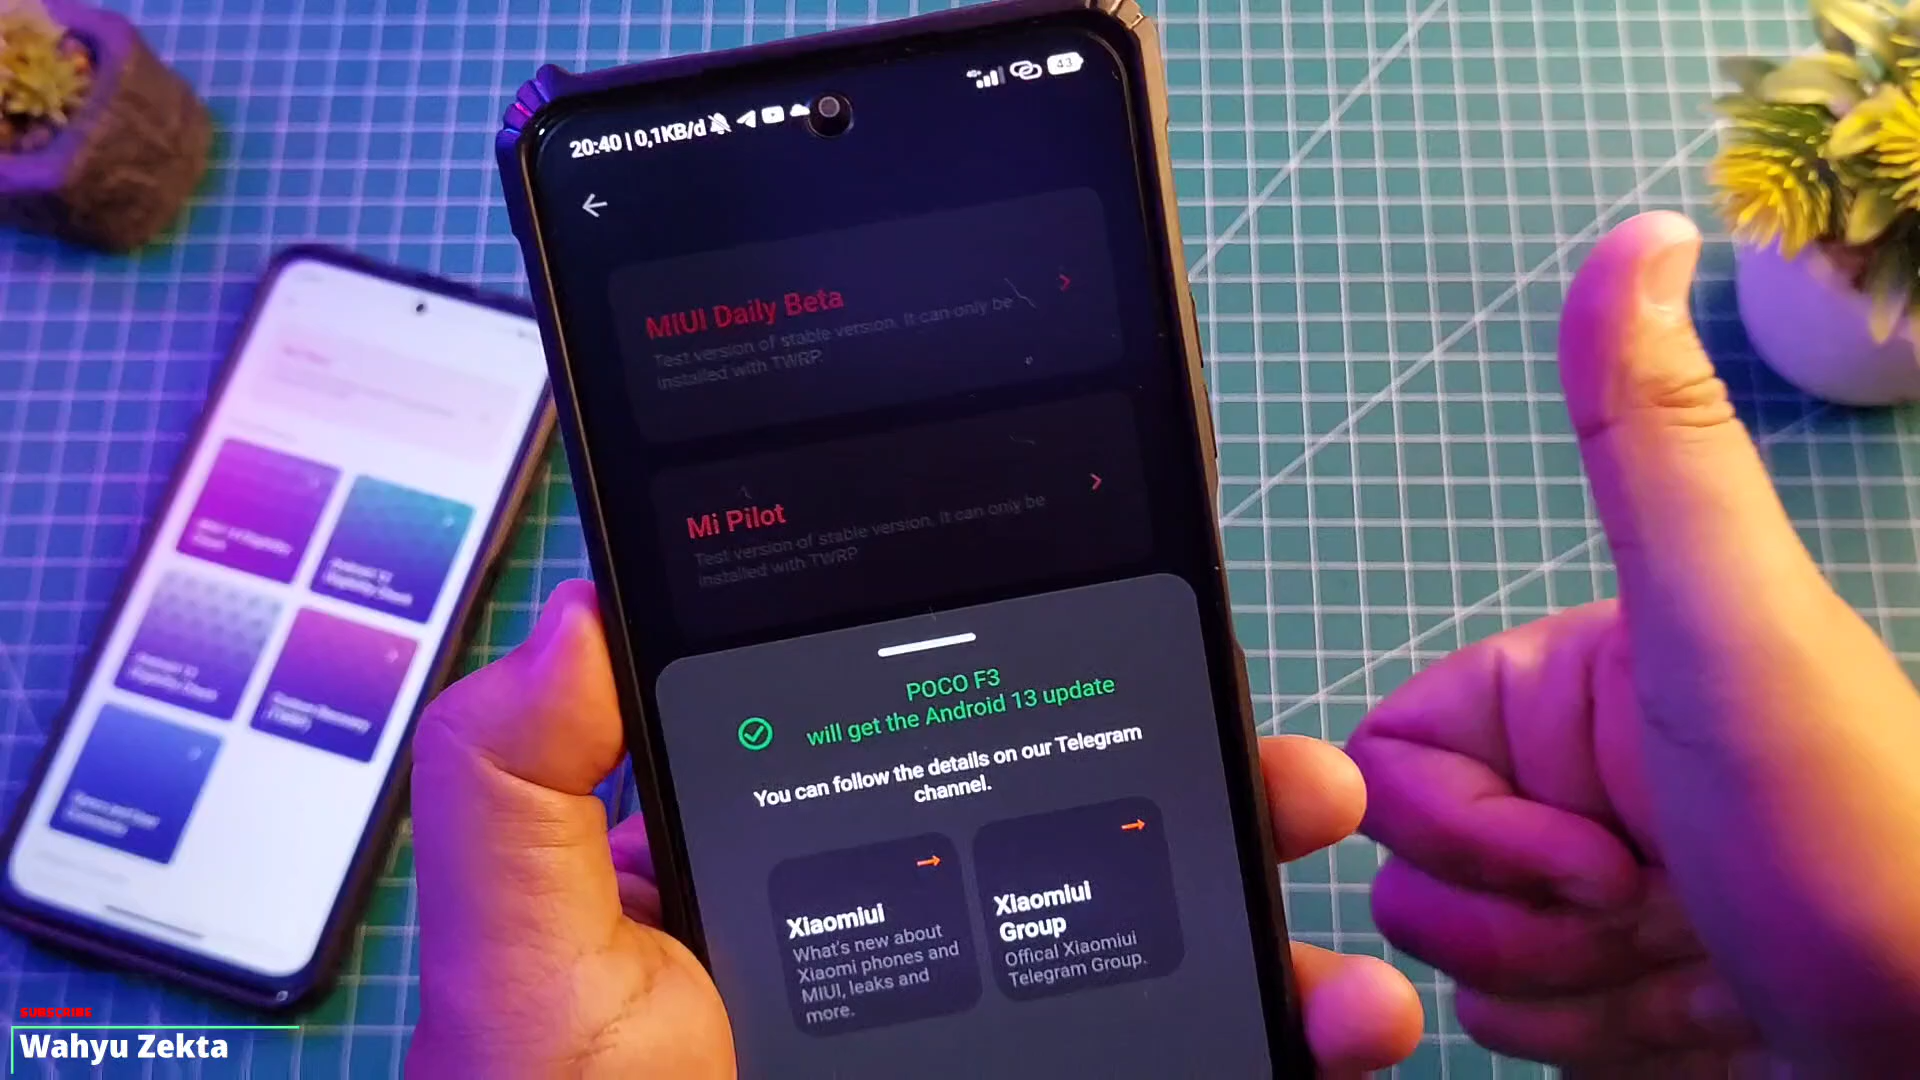 20:40 | 0,1KB/d
43
MIUI Daily Beta
Test version of stable version. It can only be
installed with TWRP.
Mi Pilot
Test version of stable version. It can only be
installed with TWRP
POCO F3
will get the Android 13 update
You can follow the details on our Telegram
channel.
Xiaomiui
What's new about
Xiaomi phones and
MIUI, leaks and
more.
Xiaomiui
Group
Offical Xiaomiui
Telegram Group.
SUBSCRIBE
Wahyu Zekta